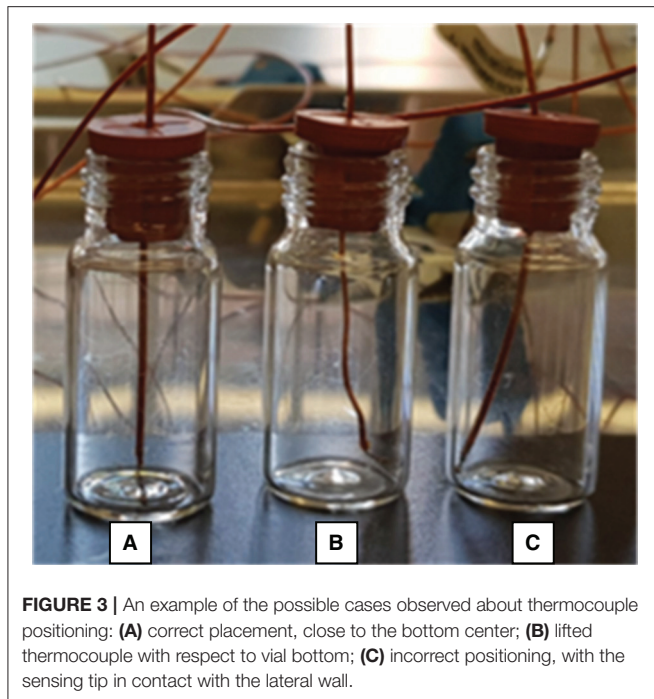 A
B
C
FIGURE 3 | An example of the possible cases observed about thermocouple
positioning: (A) correct placement, close to the bottom center; (B) lifted
thermocouple with respect to vial bottom; (C) incorrect positioning, with the
sensing tip in contact with the lateral wall.